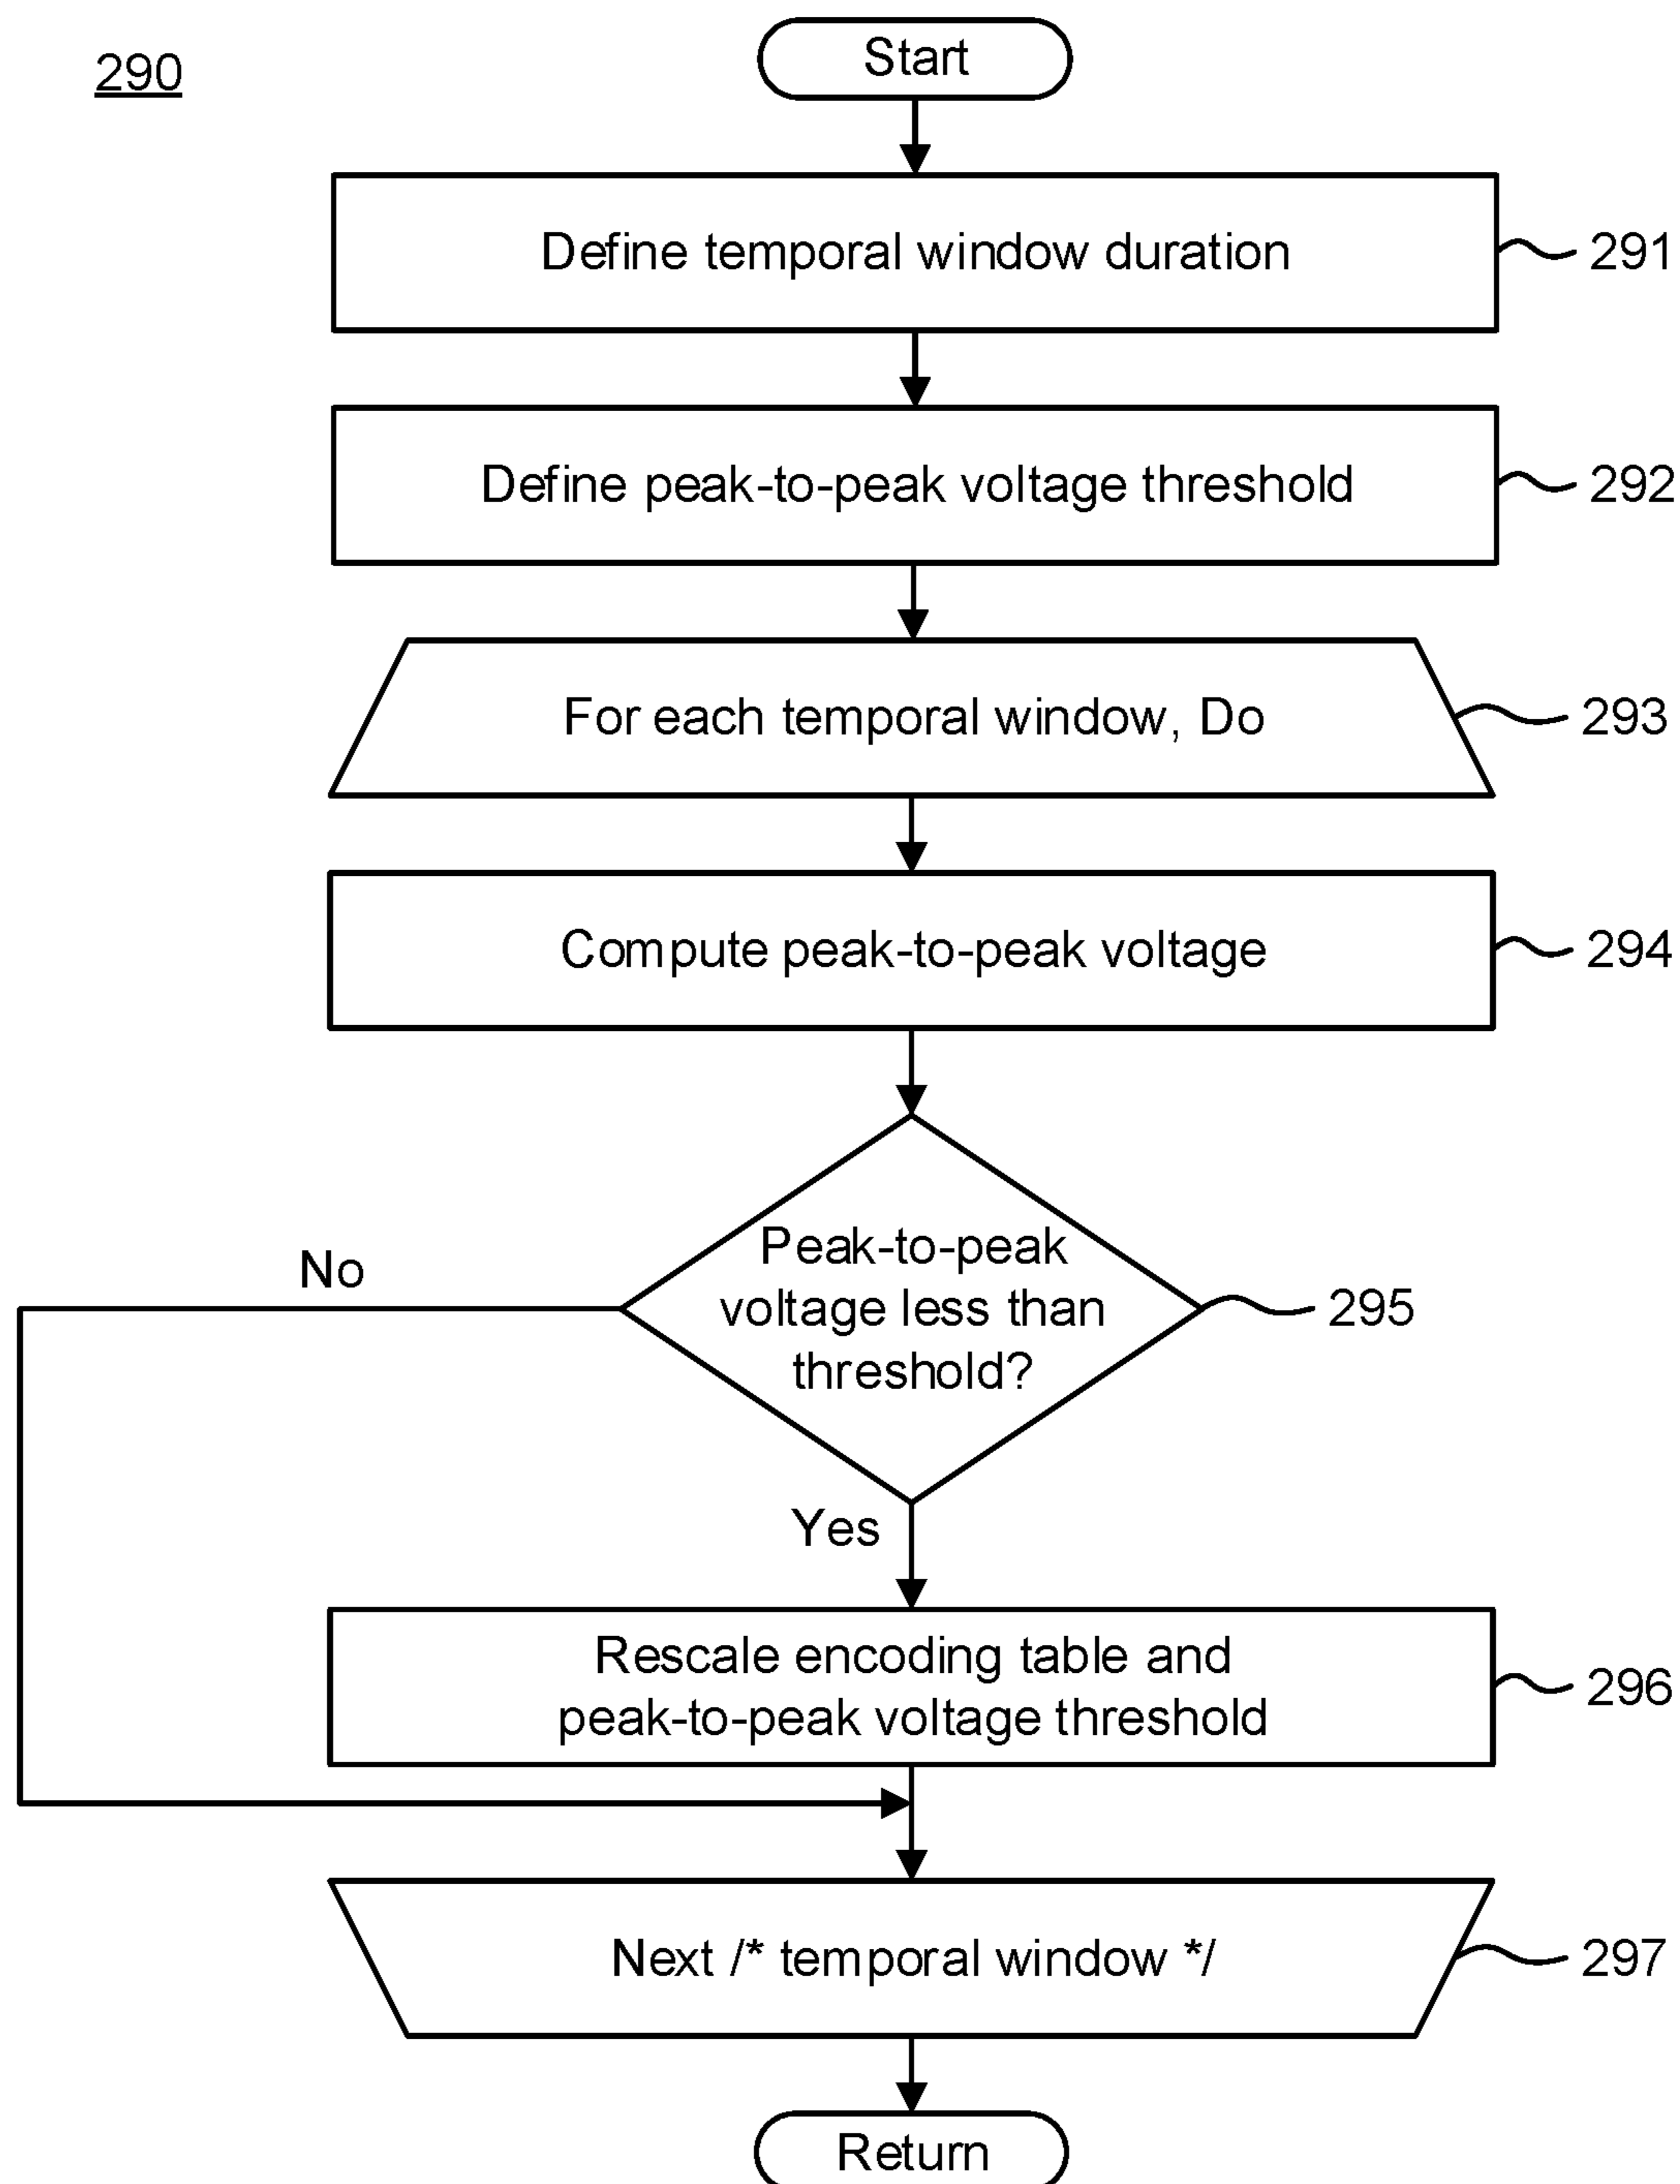 290
Start
Define temporal window duration
291
Define peak-to-peak voltage threshold
292
For each temporal window, Do
293
Compute peak-to-peak voltage
294
Peak-to-peak
voltage less than
threshold?
295
No
Yes
Rescale encoding table and
peak-to-peak voltage threshold
296
Next /* temporal window */
297
Return